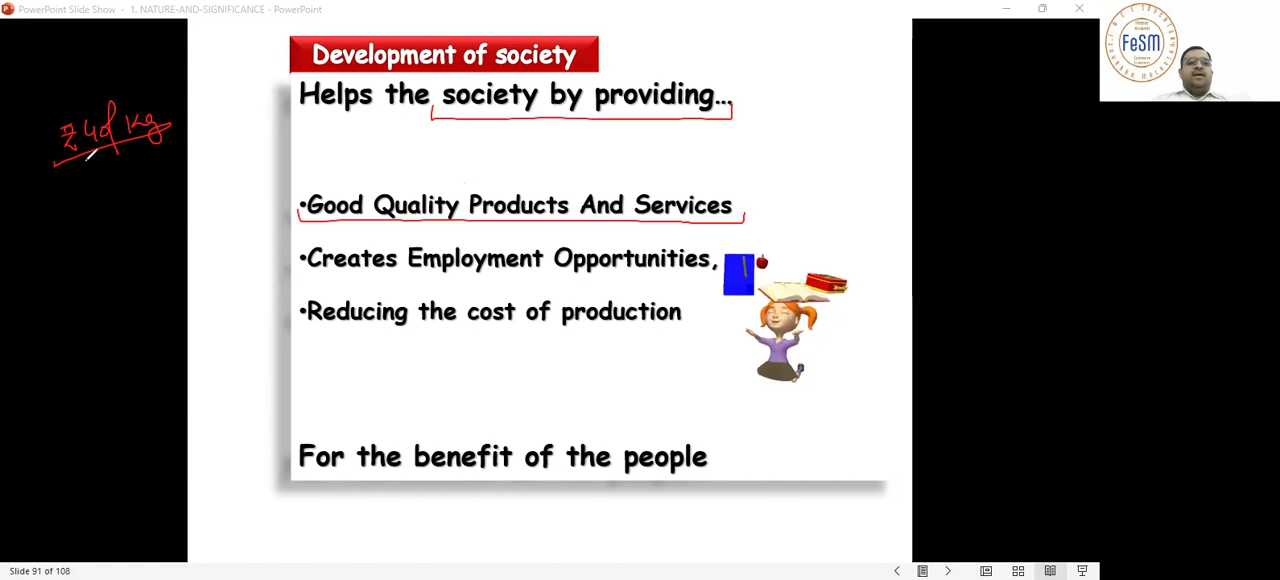 PowerPoint Slide Show - 1. NATURE-AND-SIGNIFICANCE - PowerPoint
Development of society
Helps the society by providing...
₹40/ Kg
•Good Quality Products And Services
•Creates Employment Opportunities,
•Reducing the cost of production
For the benefit of the people
FeSM
Slide 91 of 108